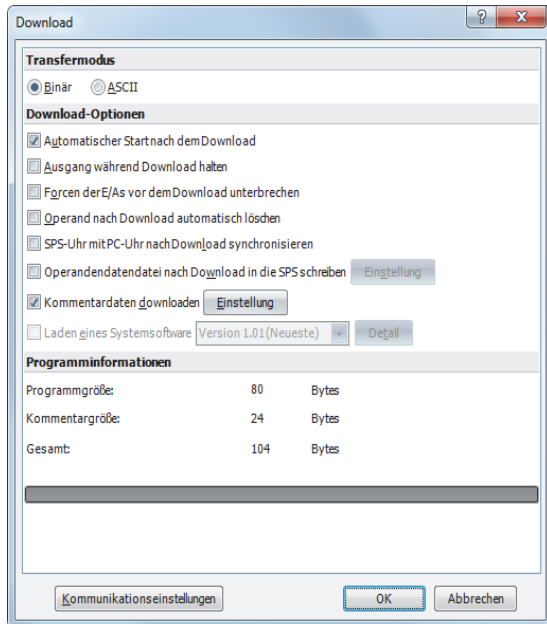 Download
Transfermodus
Binär ASCII
Download-Optionen
Automatischer Start nach dem Download
Ausgang während Download halten
Forcen der E/As vor dem Download unterbrechen
Operand nach Download automatisch löschen
SPS-Uhr mit PC-Uhr nach Download synchronisieren
Operandendatendatei nach Download in die SPS schreiben Einstellung
Kommentardaten downloaden Einstellung
Laden eines Systemsoftware Version 1.01(Neueste) Detail
Programminformationen
Programmgröße: 80 Bytes
Kommentargröße: 24 Bytes
Gesamt: 104 Bytes
Kommunikationseinstellungen OK Abbrechen